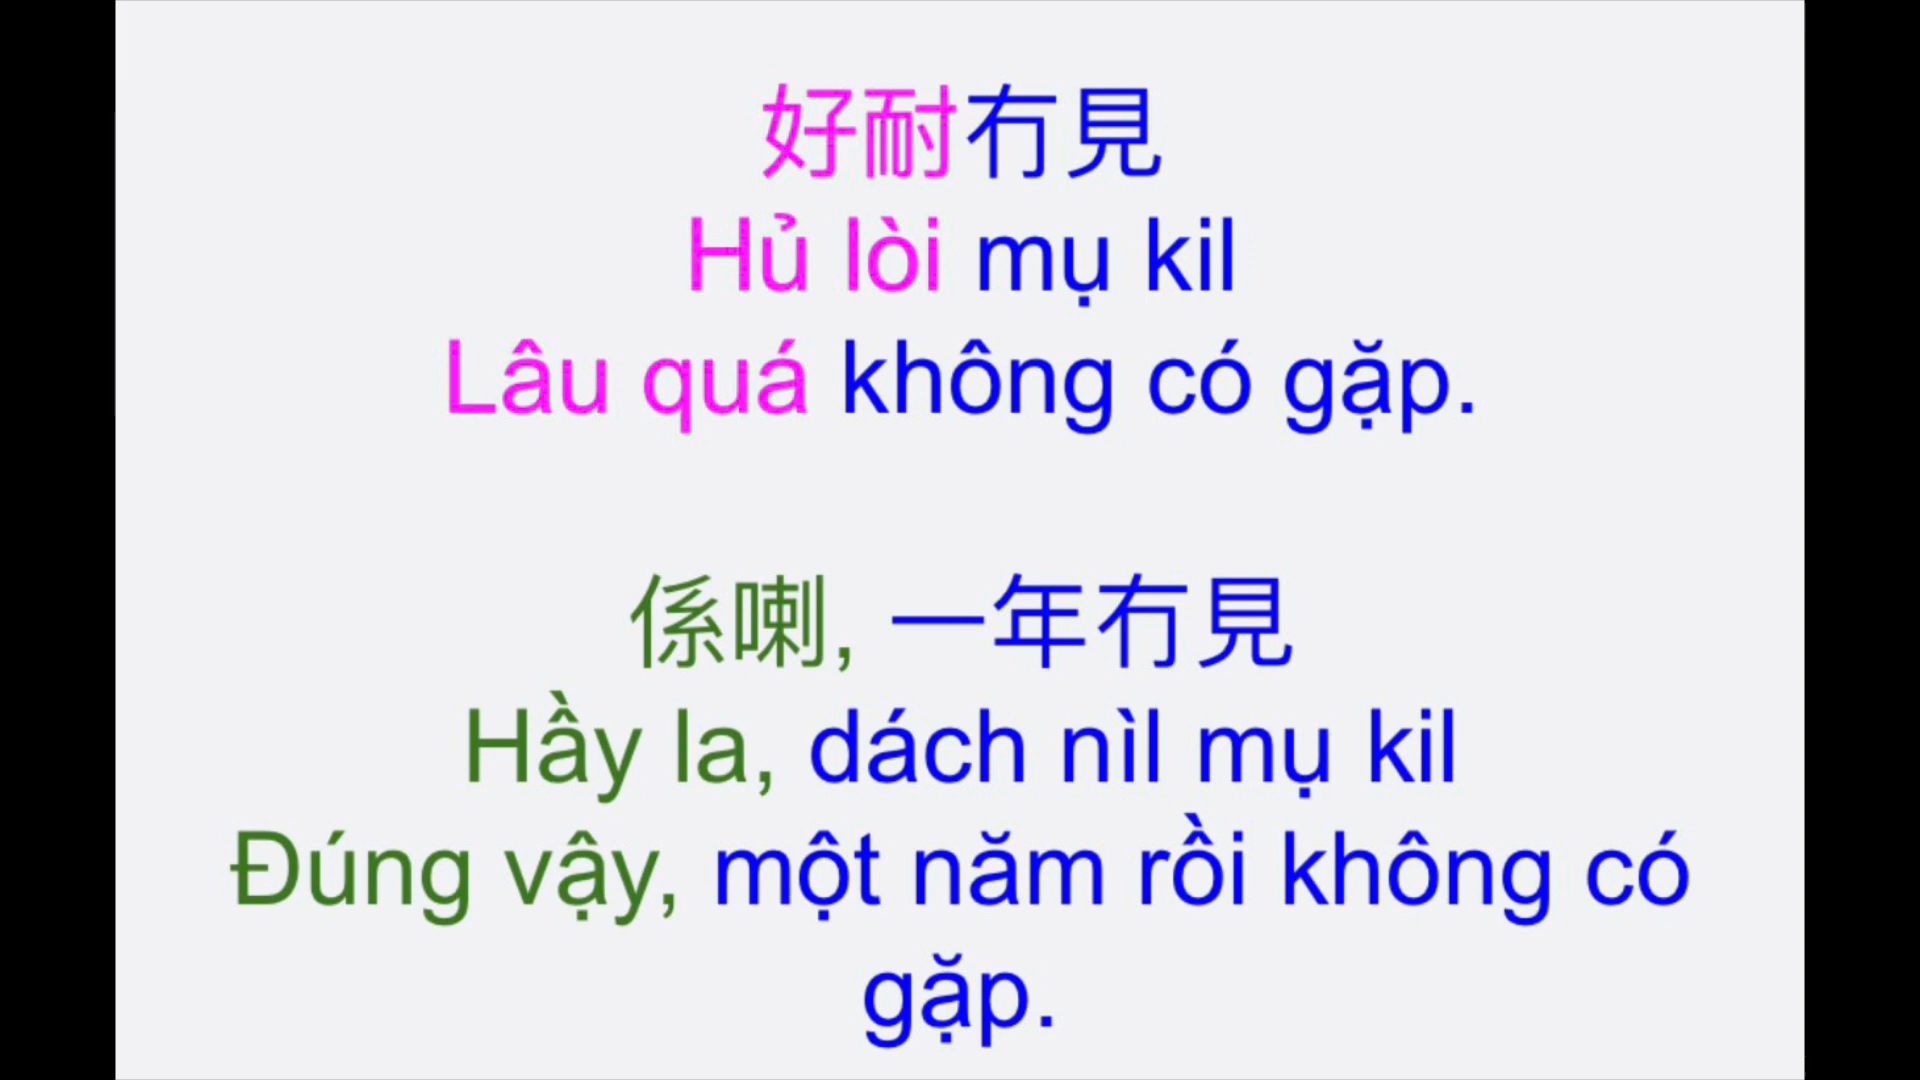 好耐冇見
Hủ lòi mụ kil
Lâu quá không có gặp.
係喇, 一年冇見
Hầy la, dách nìl mụ kil
Đúng vậy, một năm rồi không có
gặp.